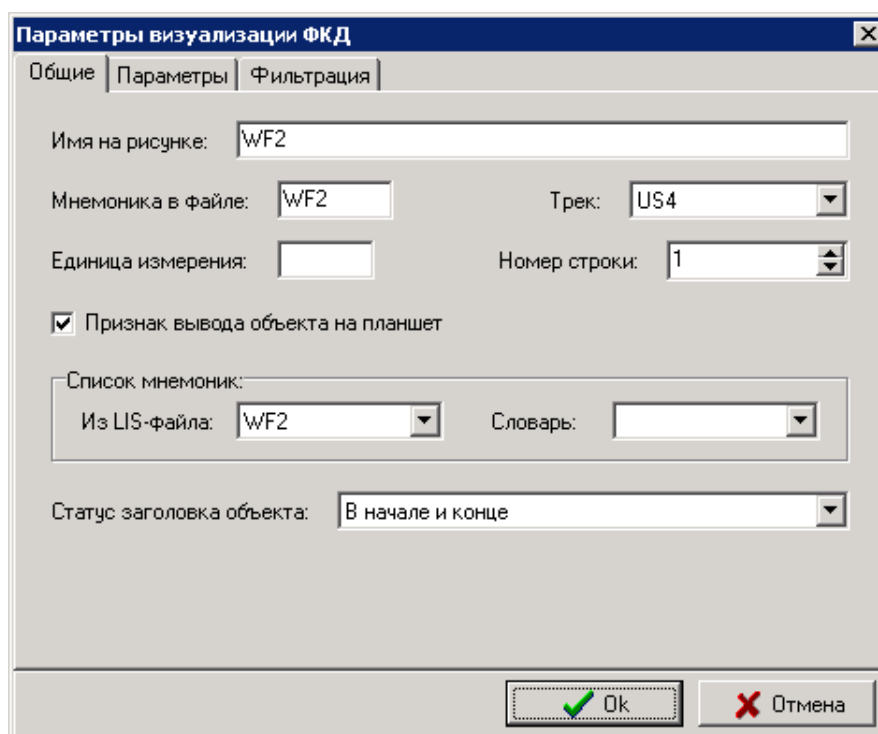 Параметры визуализации ФКД
Общие Параметры Фильтрация
Имя на рисунке: WF2
Мнемоника в файле: WF2 Трек: US4
Единица измерения: Номер строки: 1
Признак вывода объекта на планшет
Список мнемоник:
Из LIS-файла: WF2 Словарь:
Статус заголовка объекта: В начале и конце
Ok Отмена